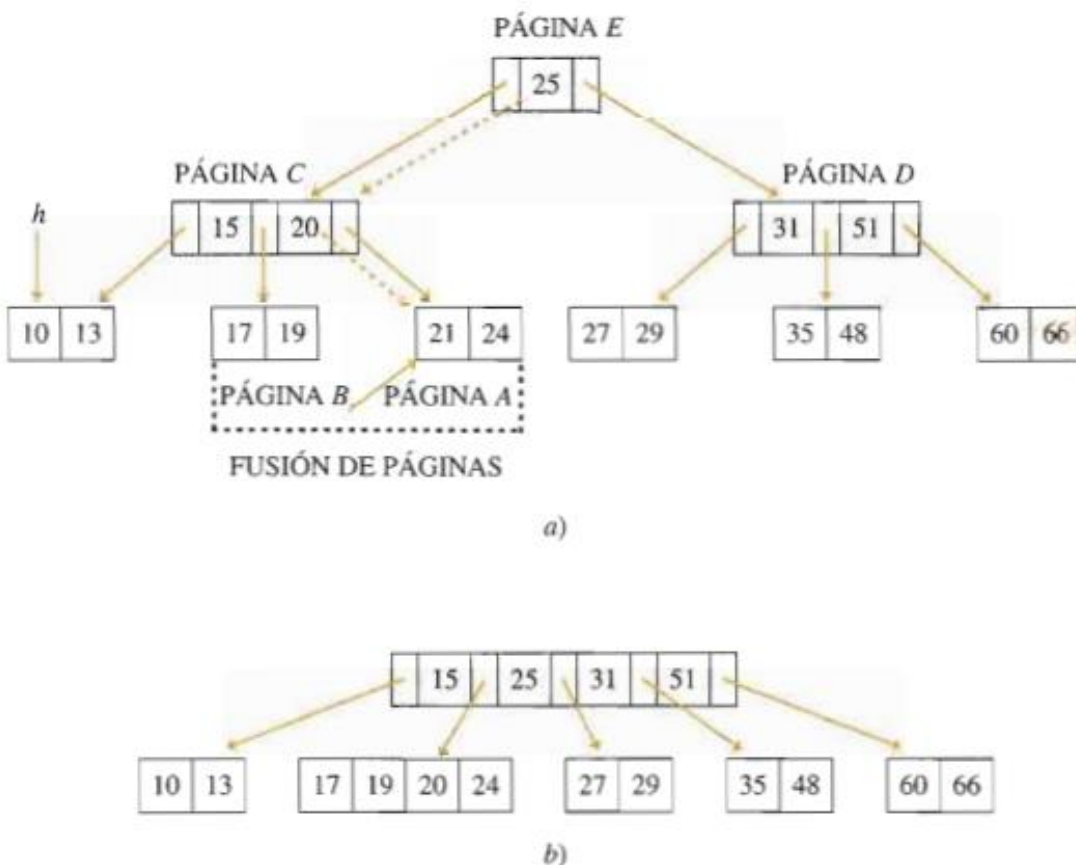 PÁGINA E
25
PÁGINA C
PÁGINA D
h
15 20
31 51
10 13
17 19
21 24
27 29
35 48
60 66
PÁGINA B
PÁGINA A
FUSIÓN DE PÁGINAS
a)
15 25 31 51
10 13
17 19 20 24
27 29
35 48
60 66
b)